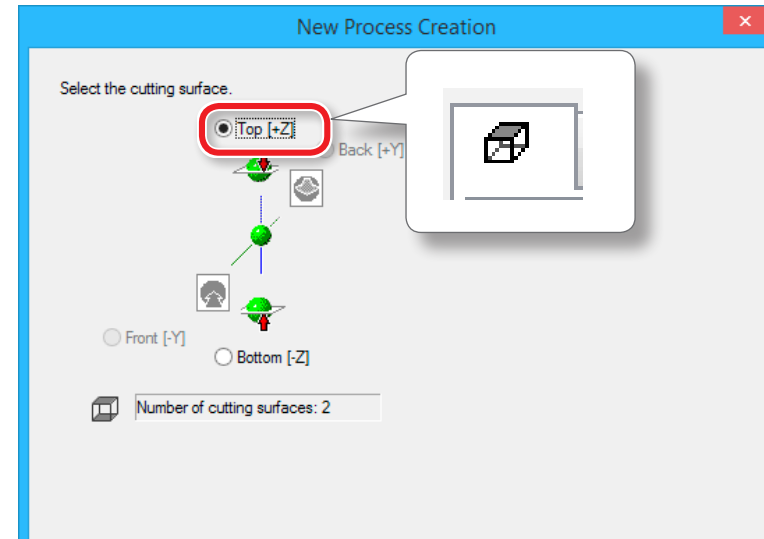 New Process Creation
Select the cutting surface.
Top [+Z]
Back [+Y]
Front [-Y]
Bottom [-Z]
Number of cutting surfaces: 2